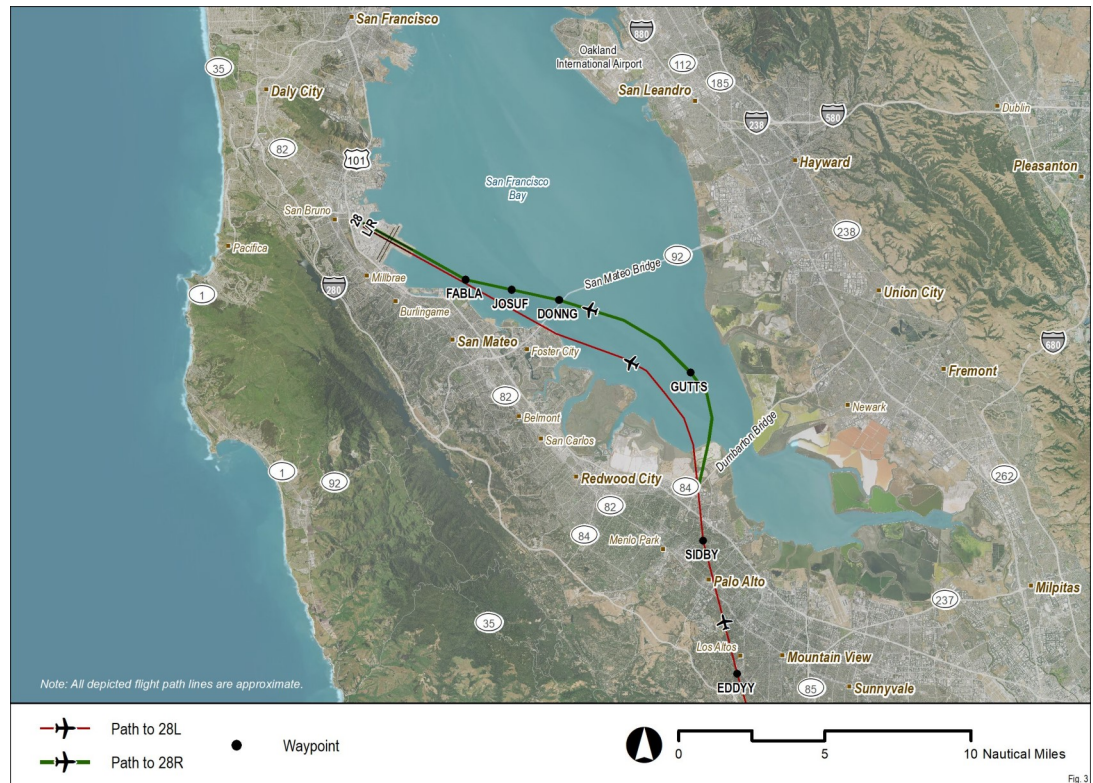 San Francisco
880
Oakland
International Airport
35
112
185
San Leandro
Daly City
Dublin
238
580
82
101
Hayward
Pleasanton
San Francisco
Bay
San Bruno
28
L/R
238
Pacifica
92
San Mateo Bridge
Millbrae
280
FABLA
JOSUF
DONNG
Union City
1
Burlingame
San Mateo
Foster City
680
GUTTS
Fremont
82
Newark
Belmont
San Carlos
Dumbarton Bridge
1
92
Redwood City
84
262
82
84
Menlo Park
SIDBY
Palo Alto
Milpitas
237
35
Los Altos
Mountain View
EDDYY
85
Sunnyvale
Note: All depicted flight path lines are approximate.
Path to 28L
Path to 28R
Waypoint
0 5 10 Nautical Miles
Fig. 3